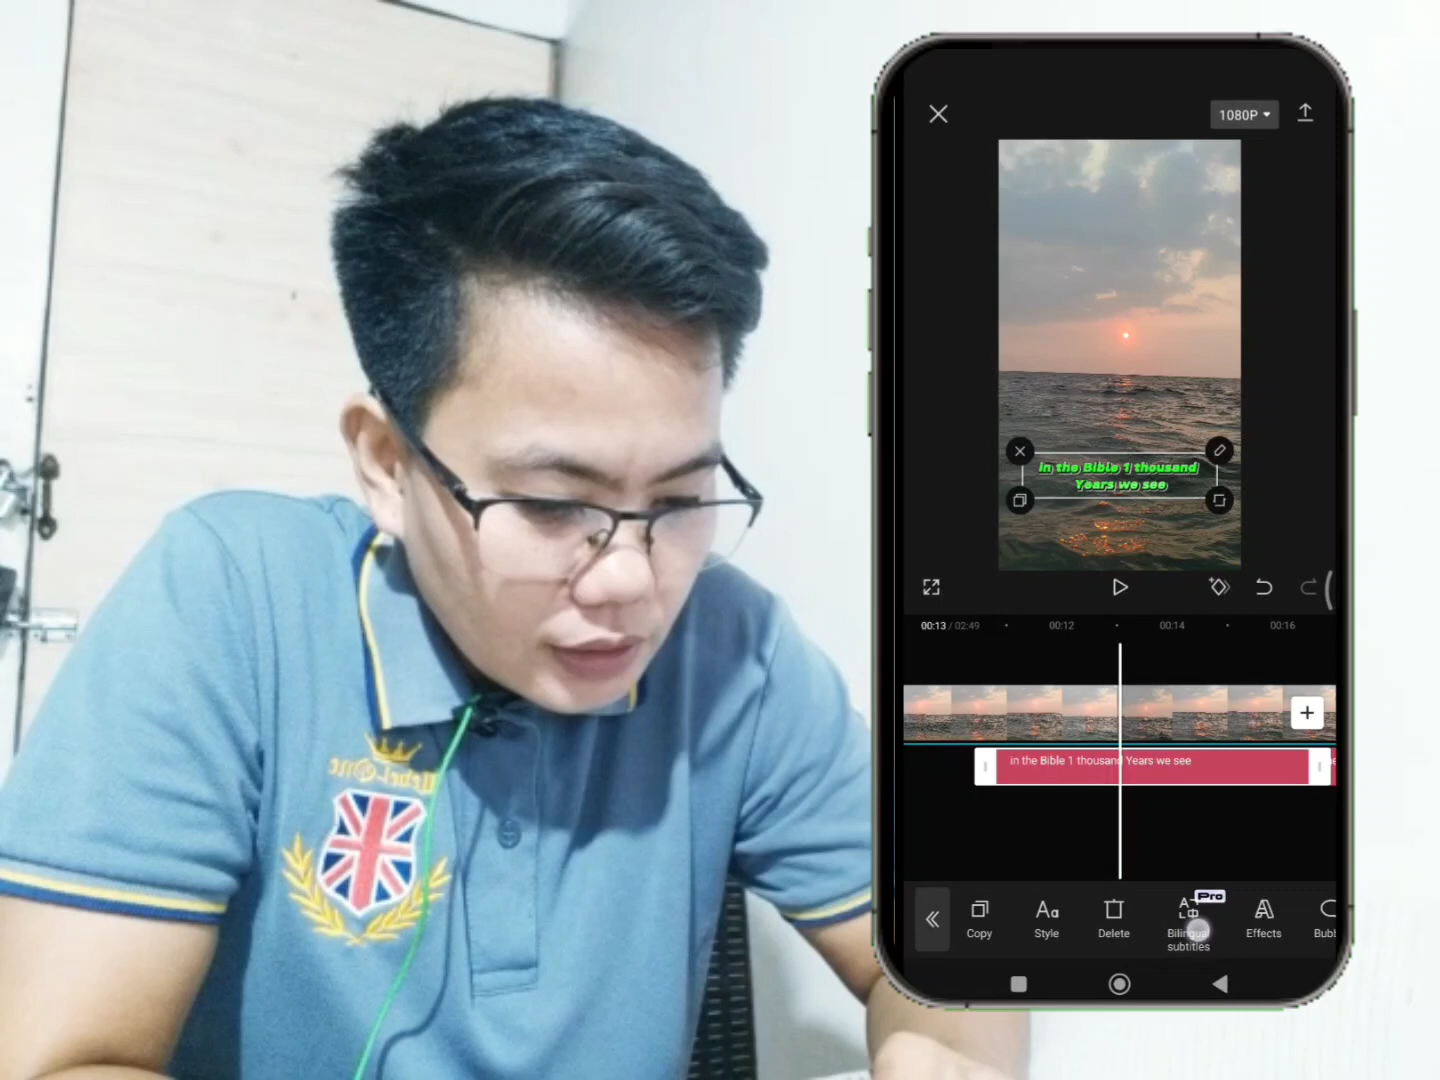 1080P
in the Bible 1 thousand
Years we see
00:13 / 02:49
00:12
00:14
00:16
in the Bible 1 thousand Years we see
Pro
Copy
Style
Delete
Bilingual
subtitles
Effects
Bubb